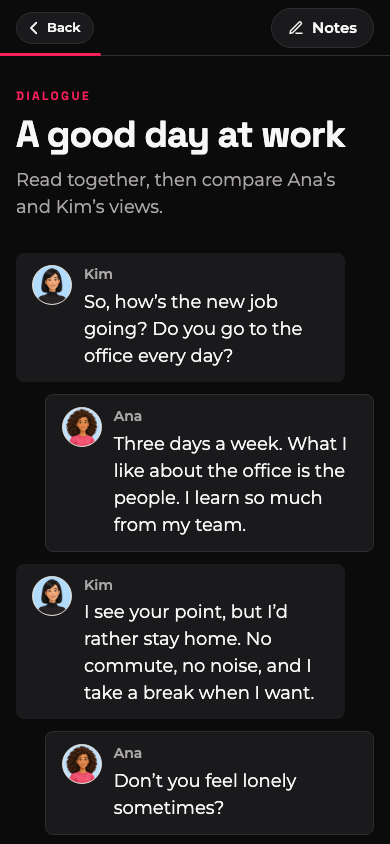 Back
Notes
DIALOGUE
A good day at work
Read together, then compare Ana’s
and Kim’s views.
Kim
So, how’s the new job
going? Do you go to the
office every day?
Ana
Three days a week. What I
like about the office is the
people. I learn so much
from my team.
Kim
I see your point, but I’d
rather stay home. No
commute, no noise, and I
take a break when I want.
Ana
Don’t you feel lonely
sometimes?